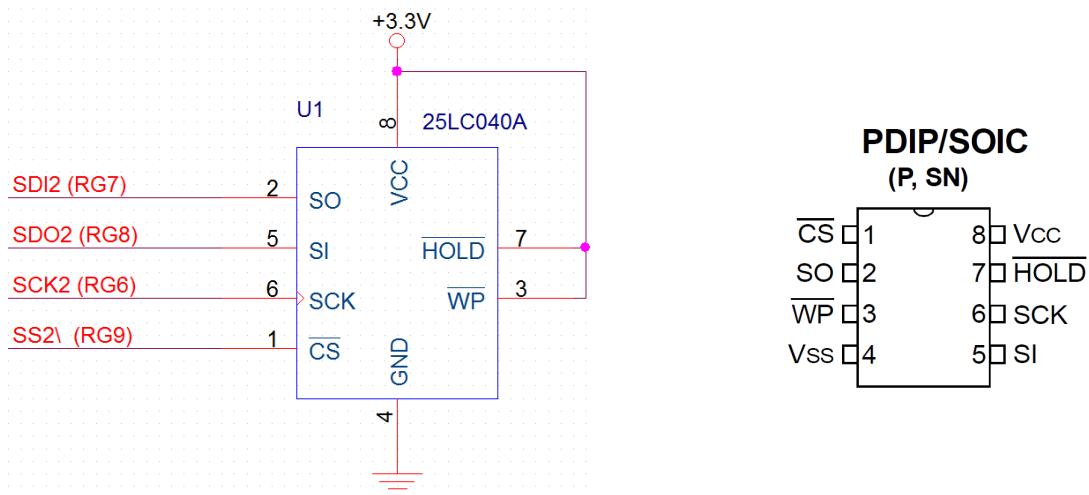 +3.3V
U1
25LC040A
8
VCC
SDI2 (RG7)
2
SO
SDO2 (RG8)
5
SI
HOLD
7
SCK2 (RG6)
6
SCK
WP
3
SS2\ (RG9)
1
CS
GND
4
PDIP/SOIC
(P, SN)
CS 1 8 VCC
SO 2 7 HOLD
WP 3 6 SCK
VSS 4 5 SI